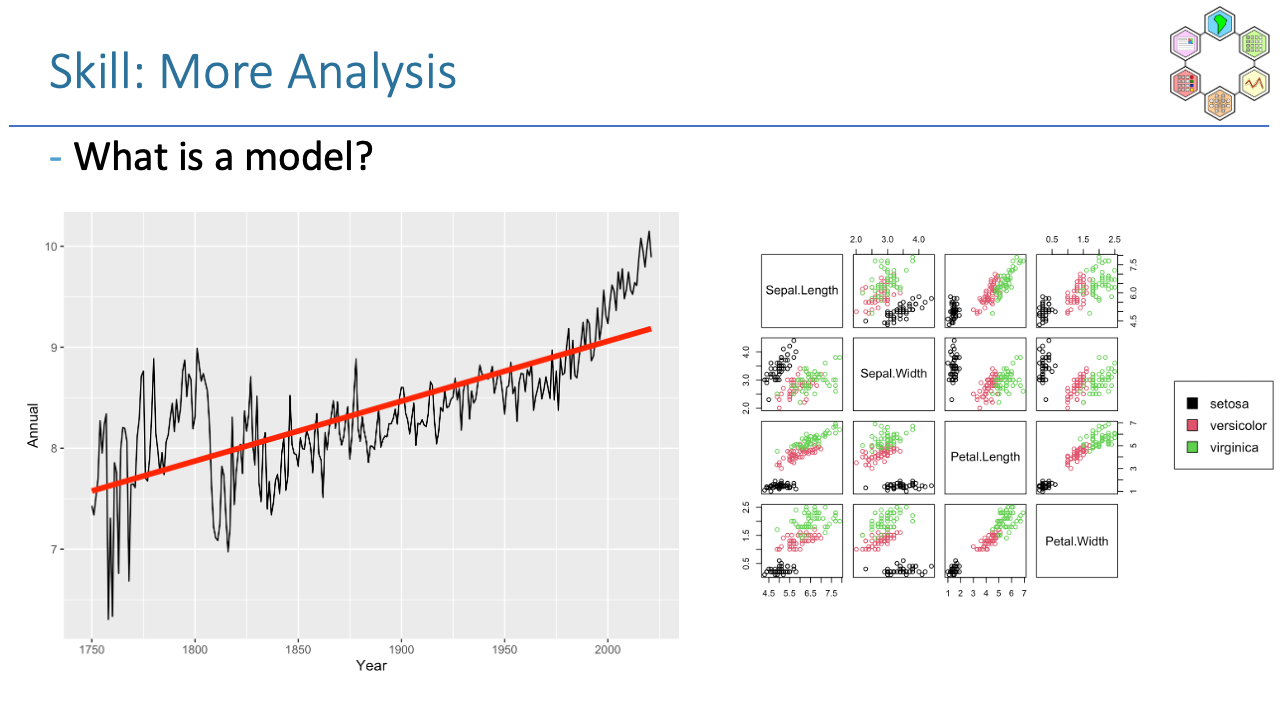 Skill: More Analysis
- What is a model?
Annual
10
9
8
7
1750 1800 1850 1900 1950 2000
Year
2.0 3.0 4.0 0.5 1.5 2.5
Sepal.Length
4.5 6.0 7.5
2.0 3.0 4.0
Sepal.Width
Petal.Length
1 3 5 7
0.5 1.5 2.5
Petal.Width
4.5 5.5 6.5 7.5 1 2 3 4 5 6 7
setosa
versicolor
virginica